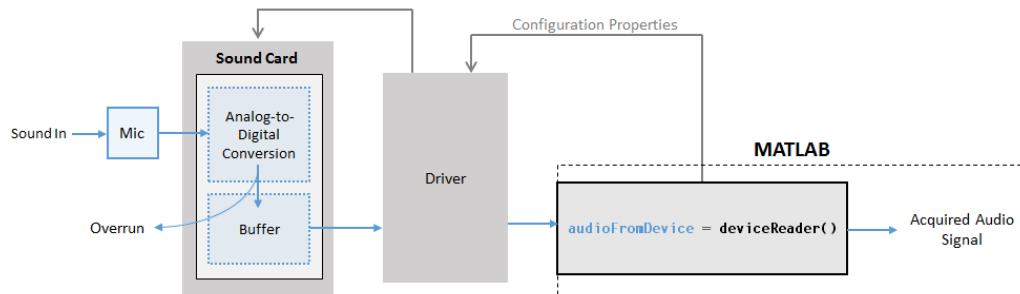 Configuration Properties
Sound Card
Sound In
Mic
Analog-to-
Digital
Conversion
Overrun
Buffer
Driver
MATLAB
audioFromDevice = deviceReader()
Acquired Audio
Signal